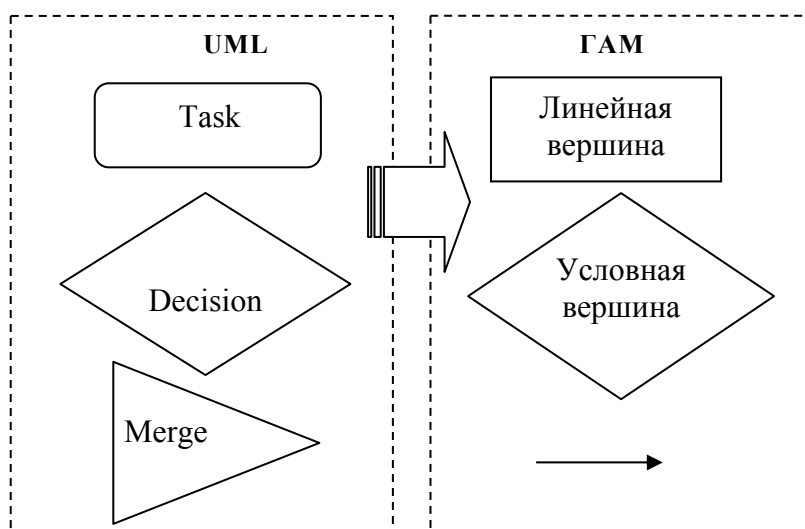 UML
Task
Decision
Merge
ГАМ
Линейная
вершина
Условная
вершина